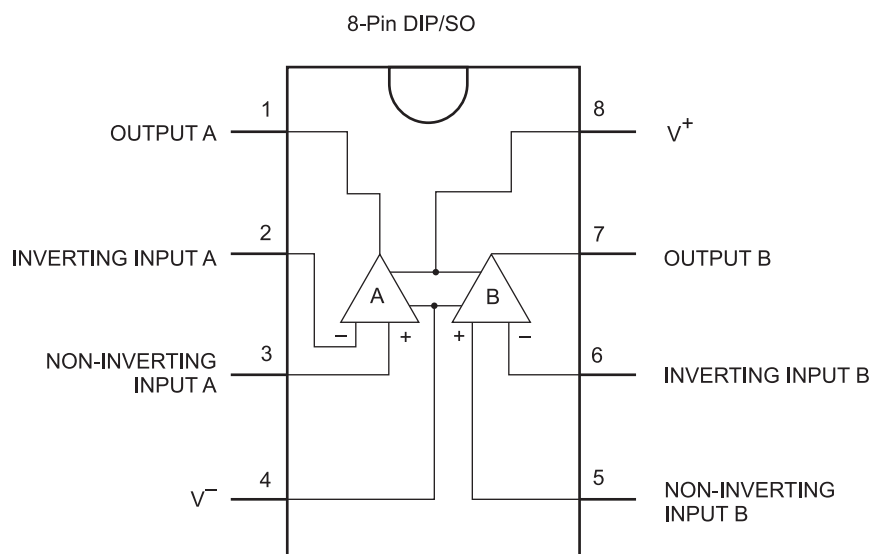 8-Pin DIP/SO
1
OUTPUT A
8
V+
2
INVERTING INPUT A
7
OUTPUT B
A
B
−
+
+
−
3
NON-INVERTING
INPUT A
6
INVERTING INPUT B
4
V−
5
NON-INVERTING
INPUT B